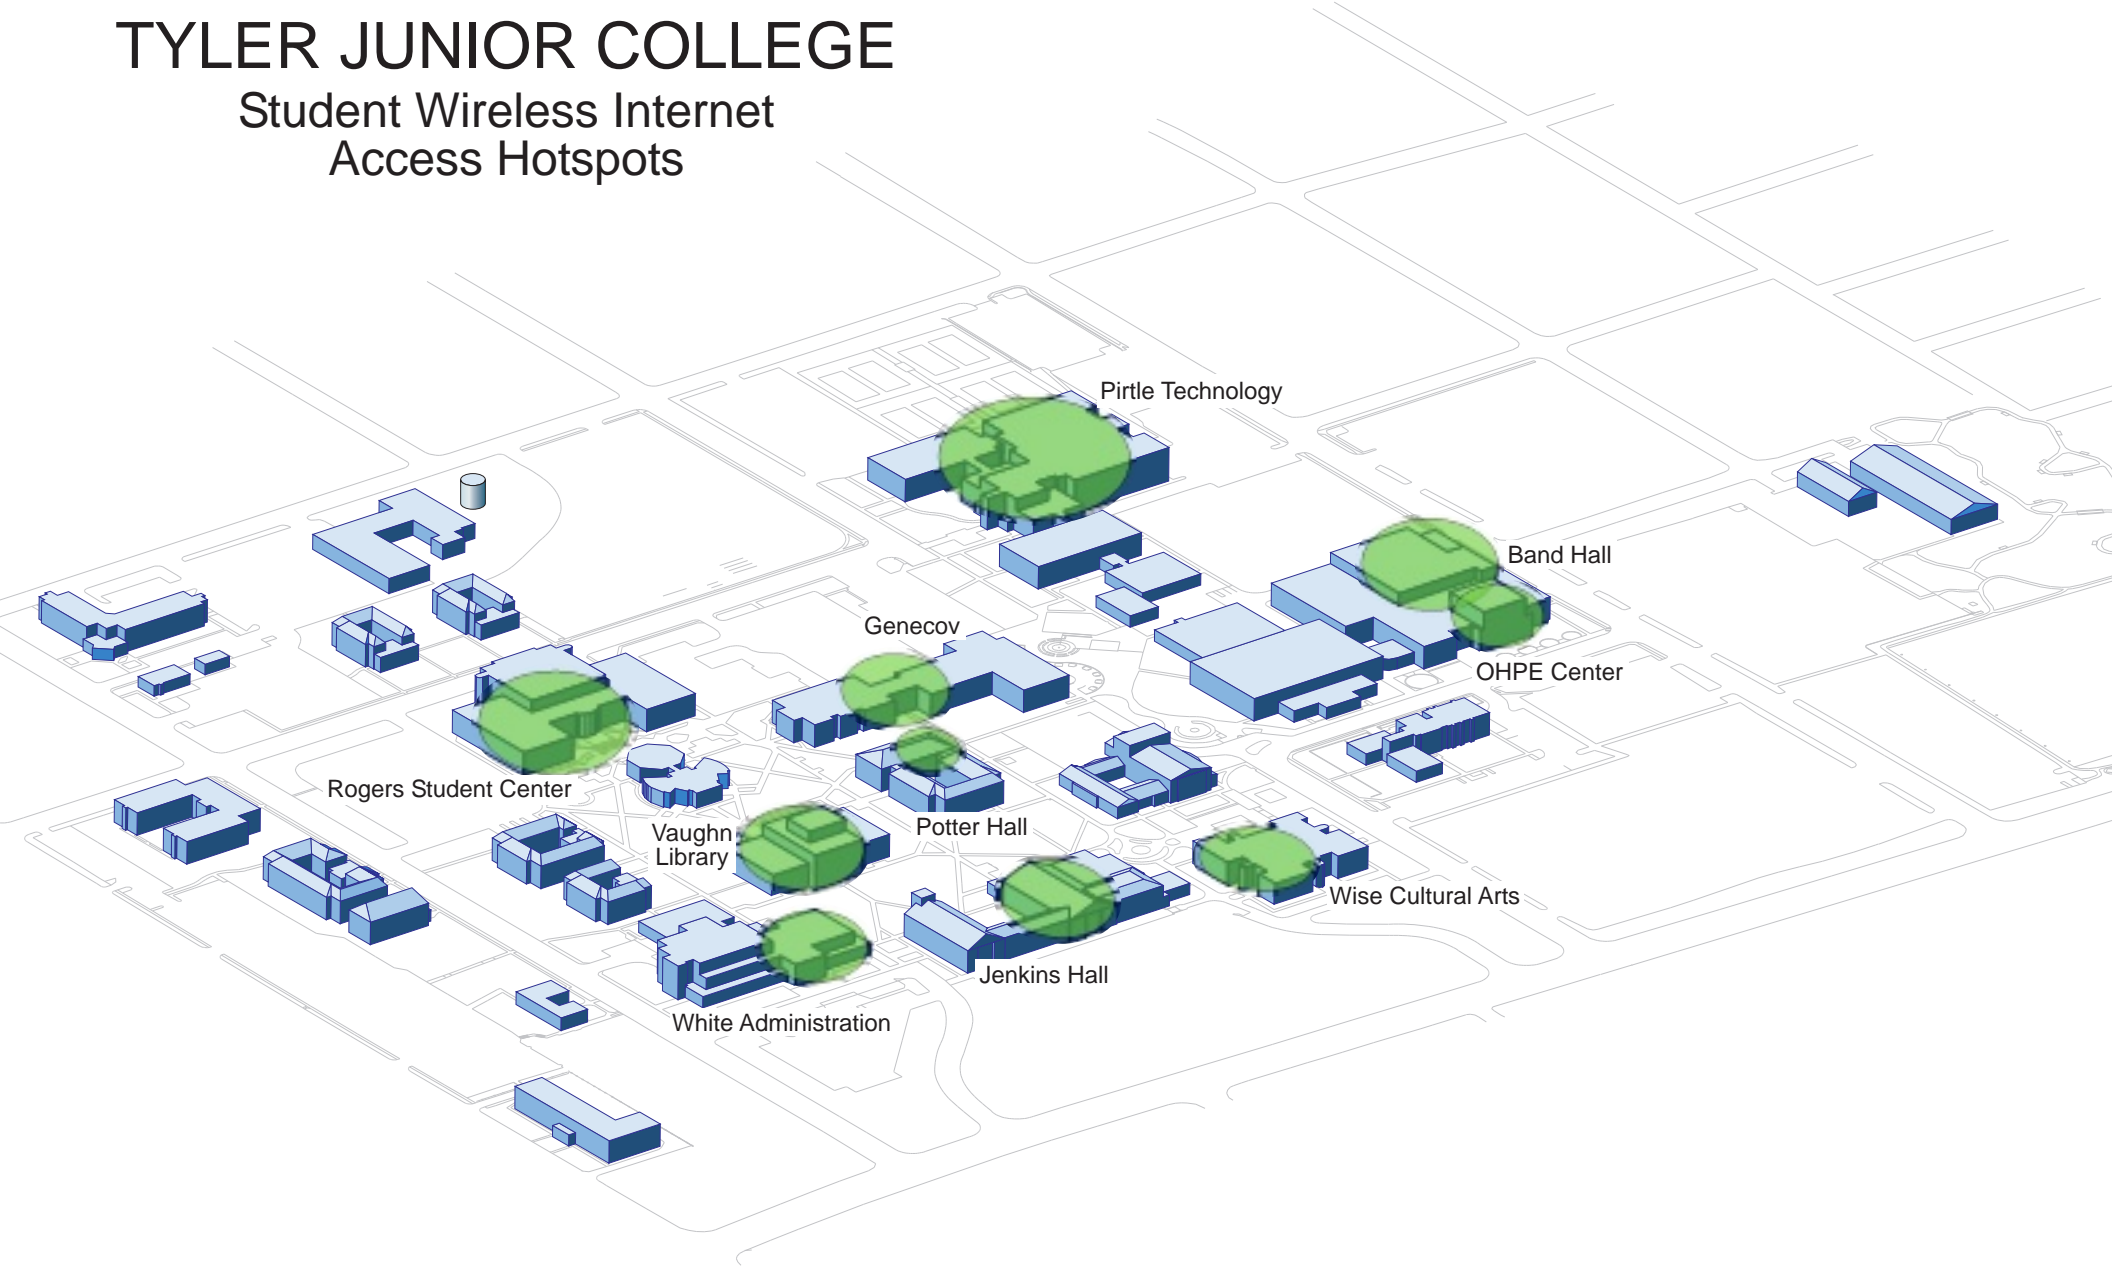 TYLER JUNIOR COLLEGE
Student Wireless Internet
Access Hotspots
Pirtle Technology
Band Hall
Genecov
OHPE Center
Rogers Student Center
Vaughn
Library
Potter Hall
Wise Cultural Arts
Jenkins Hall
White Administration